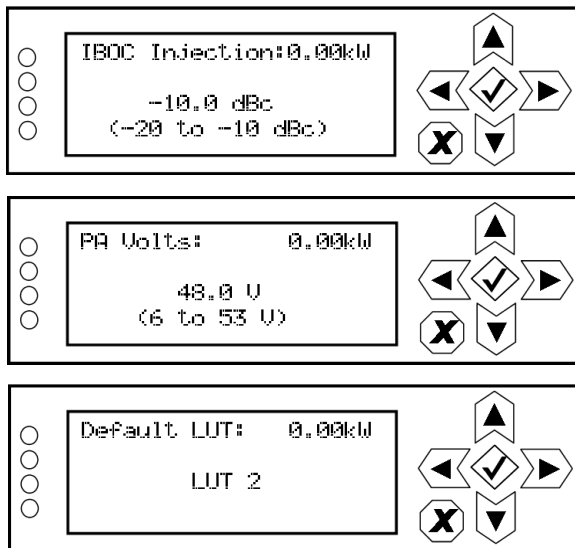 IBOC Injection:0.00kW
-10.0 dBc
(-20 to -10 dBc)
X
PA Volts: 0.00kW
48.0 V
(6 to 53 V)
X
Default LUT: 0.00kW
LUT 2
X